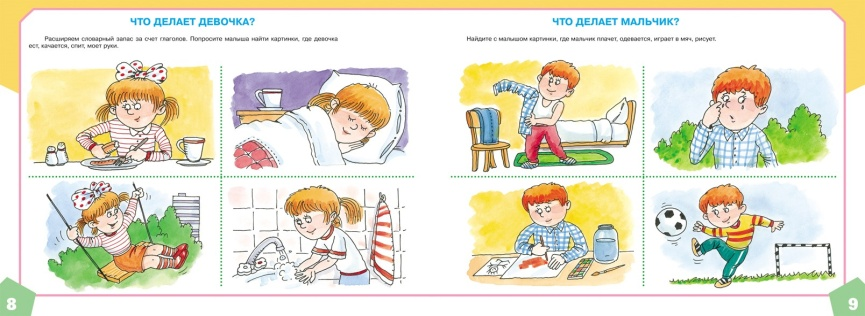 ЧТО ДЕЛАЕТ ДЕВОЧКА?
Расширяем словарный запас за счет глаголов. Попросите малыша найти картинки, где девочка
ест, качается, спит, моет руки.
8
ЧТО ДЕЛАЕТ МАЛЬЧИК?
Найдите с малышом картинки, где мальчик плачет, одевается, играет в мяч, рисует.
9